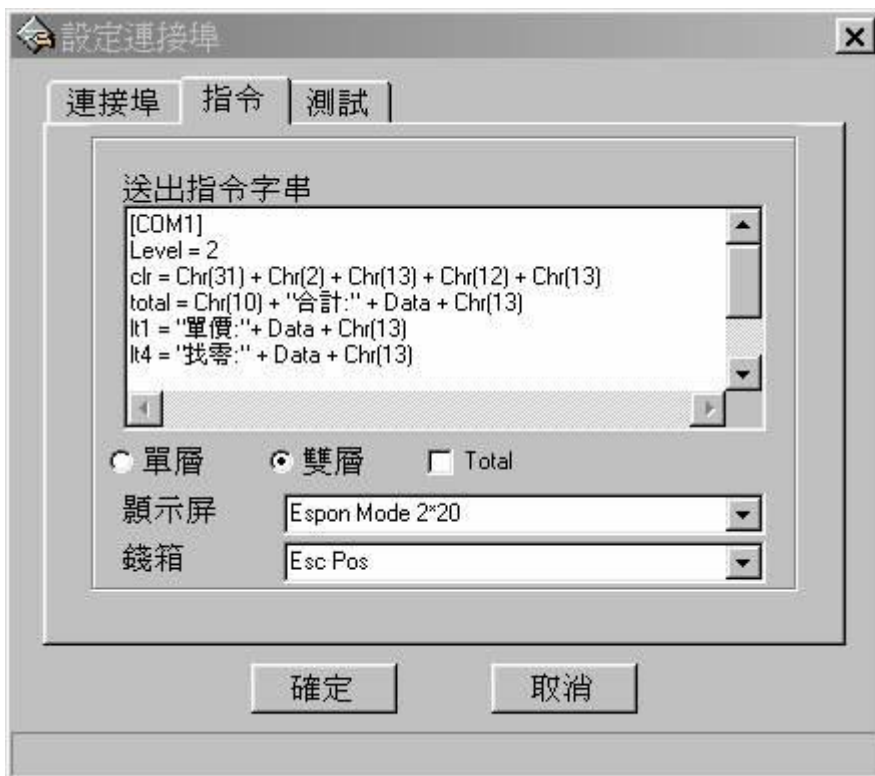 設定連接埠
連接埠 指令 測試
送出指令字串
[COM1]
Level = 2
clr = Chr(31) + Chr(2) + Chr(13) + Chr(12) + Chr(13)
total = Chr(10) + "合計:" + Data + Chr(13)
lt1 = "單價:"+ Data + Chr(13)
lt4 = "找零:" + Data + Chr(13)
單層 雙層 Total
顯示屏 Espon Mode 2*20
錢箱 Esc Pos
確定 取消